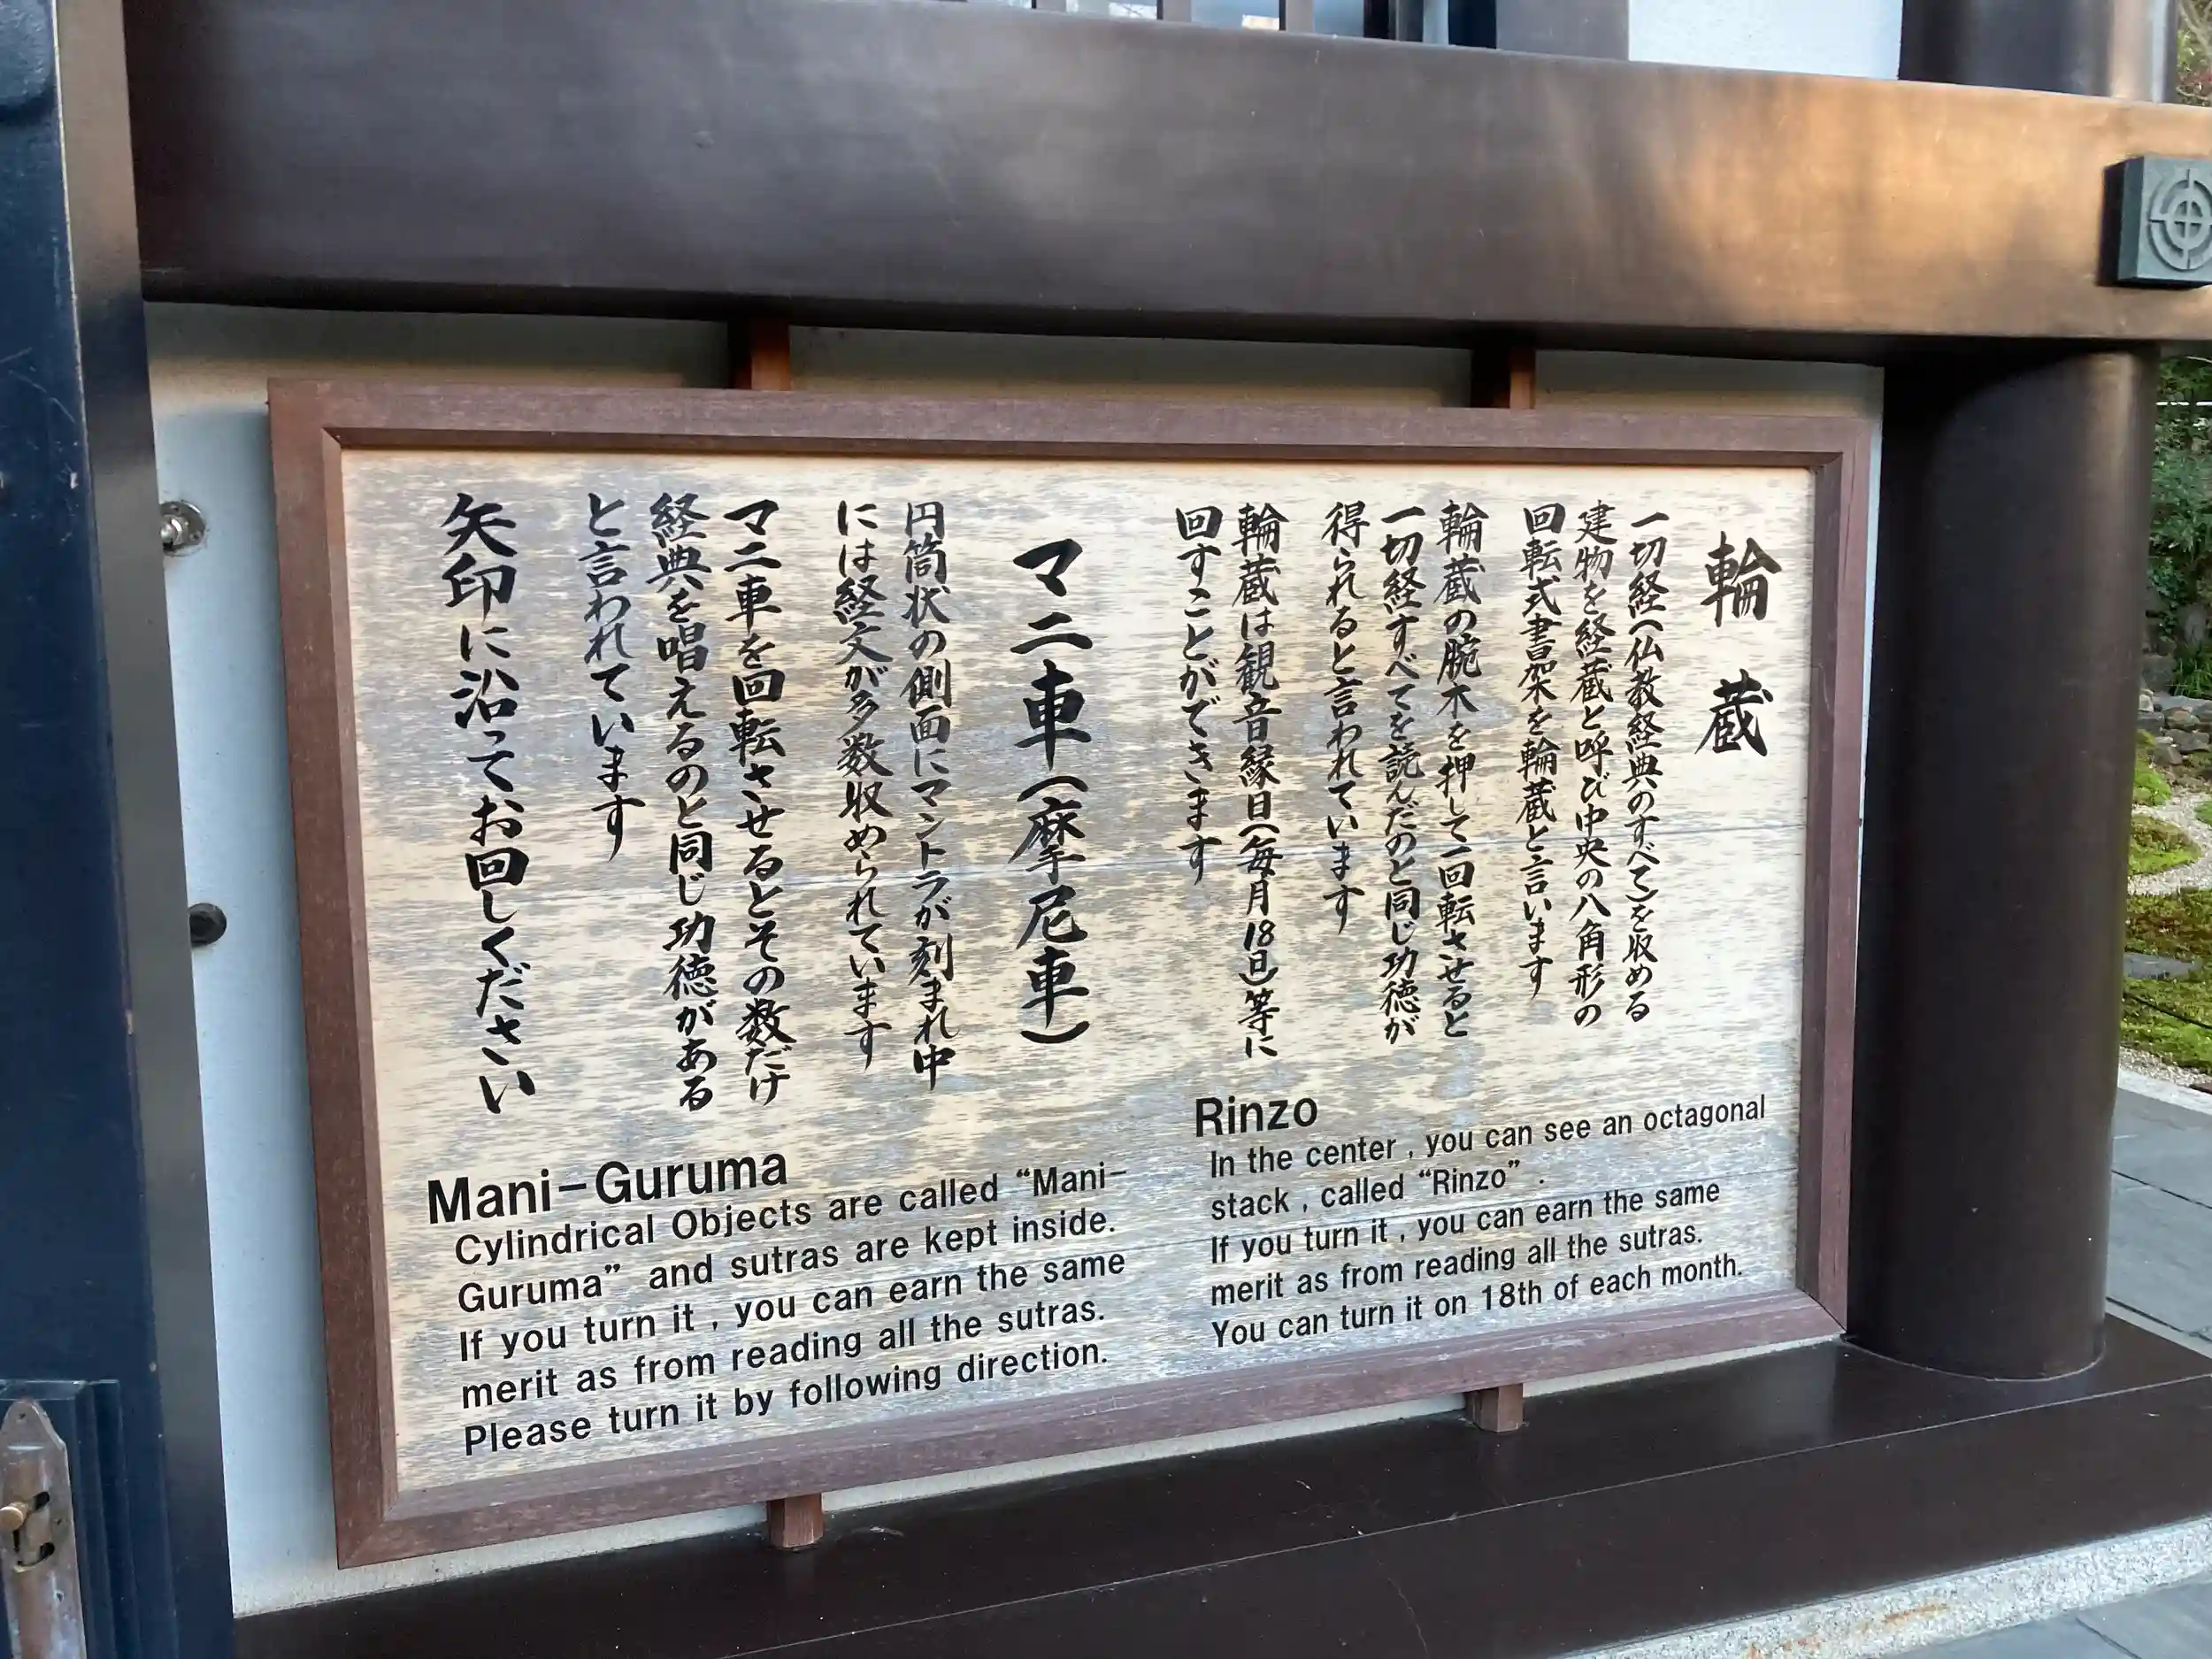 輪蔵
一切経(仏教経典のすべて)を収める
建物を経蔵と呼び中央の八角形の
回転式書架を輪蔵と言います
輪蔵の腕木を押して一回転させると
一切経すべてを読んだのと同じ功徳が
得られると言われています
輪蔵は観音縁日(毎月18日)等に
回すことができます
マニ車(摩尼車)
円筒状の側面にマントラが刻まれ中
には経文が多数収められています
マニ車を回転させるとその数だけ
経典を唱えるのと同じ功徳がある
と言われています
矢印に沿ってお回しください
Mani-Guruma
Cylindrical Objects are called “Mani-
Guruma” and sutras are kept inside.
If you turn it , you can earn the same
merit as from reading all the sutras.
Please turn it by following direction.
Rinzo
In the center , you can see an octagonal
stack , called “Rinzo” .
If you turn it , you can earn the same
merit as from reading all the sutras.
You can turn it on 18th of each month.